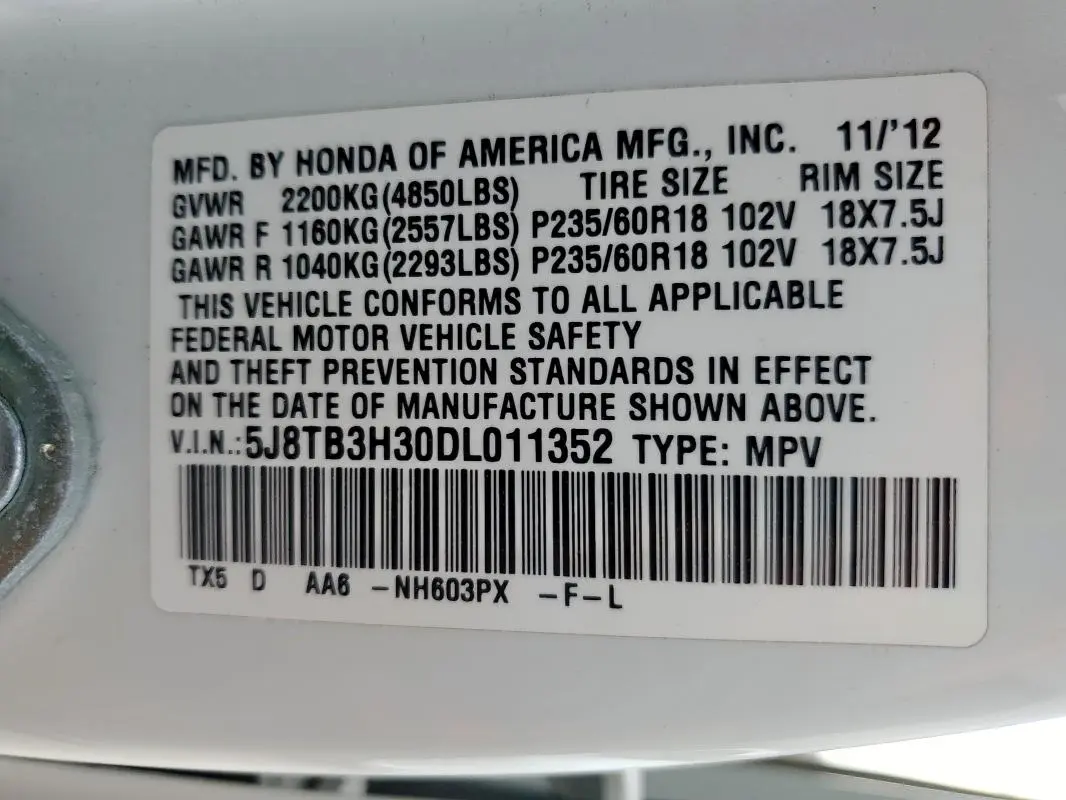 MFD. BY HONDA OF AMERICA MFG., INC. 11/'12
GVWR 2200KG(4850LBS) TIRE SIZE RIM SIZE
GAWR F 1160KG(2557LBS) P235/60R18 102V 18X7.5J
GAWR R 1040KG(2293LBS) P235/60R18 102V 18X7.5J
THIS VEHICLE CONFORMS TO ALL APPLICABLE
FEDERAL MOTOR VEHICLE SAFETY
AND THEFT PREVENTION STANDARDS IN EFFECT
ON THE DATE OF MANUFACTURE SHOWN ABOVE.
V.I.N.:5J8TB3H30DL011352 TYPE: MPV
TX5 D AA6 -NH603PX -F-L